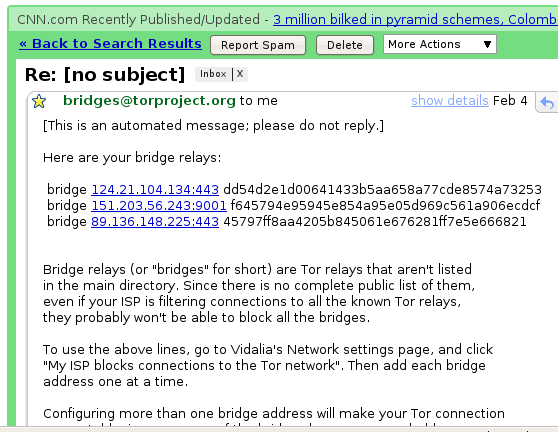 CNN.com Recently Published/Updated - 3 million bilked in pyramid schemes, Colomb
« Back to Search Results Report Spam Delete More Actions
Re: [no subject] Inbox | X
bridges@torproject.org to me show details Feb 4
[This is an automated message; please do not reply.]
Here are your bridge relays:
bridge 124.21.104.134:443 dd54d2e1d00641433b5aa658a77cde8574a73253
bridge 151.203.56.243:9001 f645794e95945e854a95e05d969c561a906ecdcf
bridge 89.136.148.225:443 45797ff8aa4205b845061e676281ff7e5e666821
Bridge relays (or "bridges" for short) are Tor relays that aren't listed
in the main directory. Since there is no complete public list of them,
even if your ISP is filtering connections to all the known Tor relays,
they probably won't be able to block all the bridges.
To use the above lines, go to Vidalia's Network settings page, and click
"My ISP blocks connections to the Tor network". Then add each bridge
address one at a time.
Configuring more than one bridge address will make your Tor connection